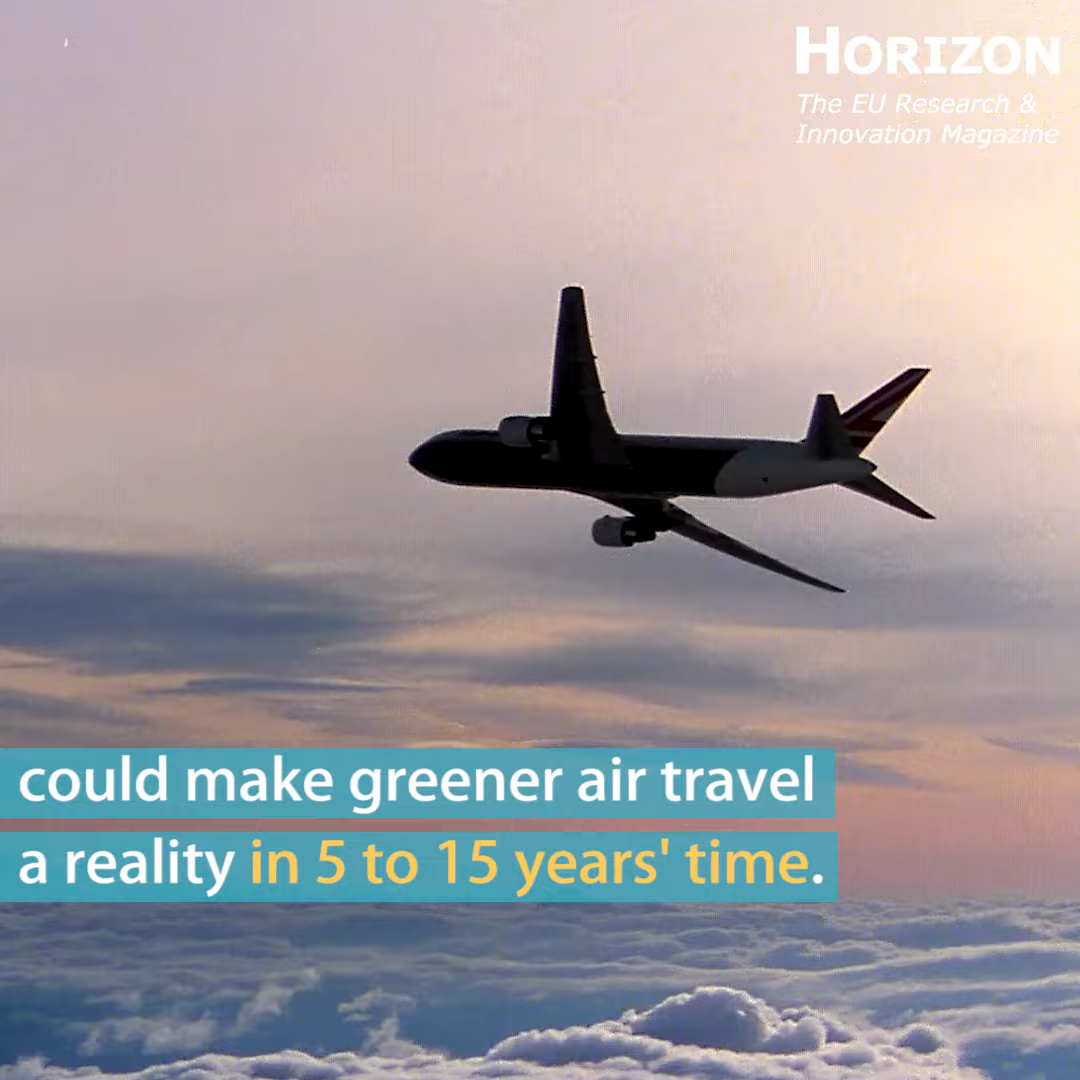 HORIZON
The EU Research &
Innovation Magazine
could make greener air travel
a reality in 5 to 15 years' time.